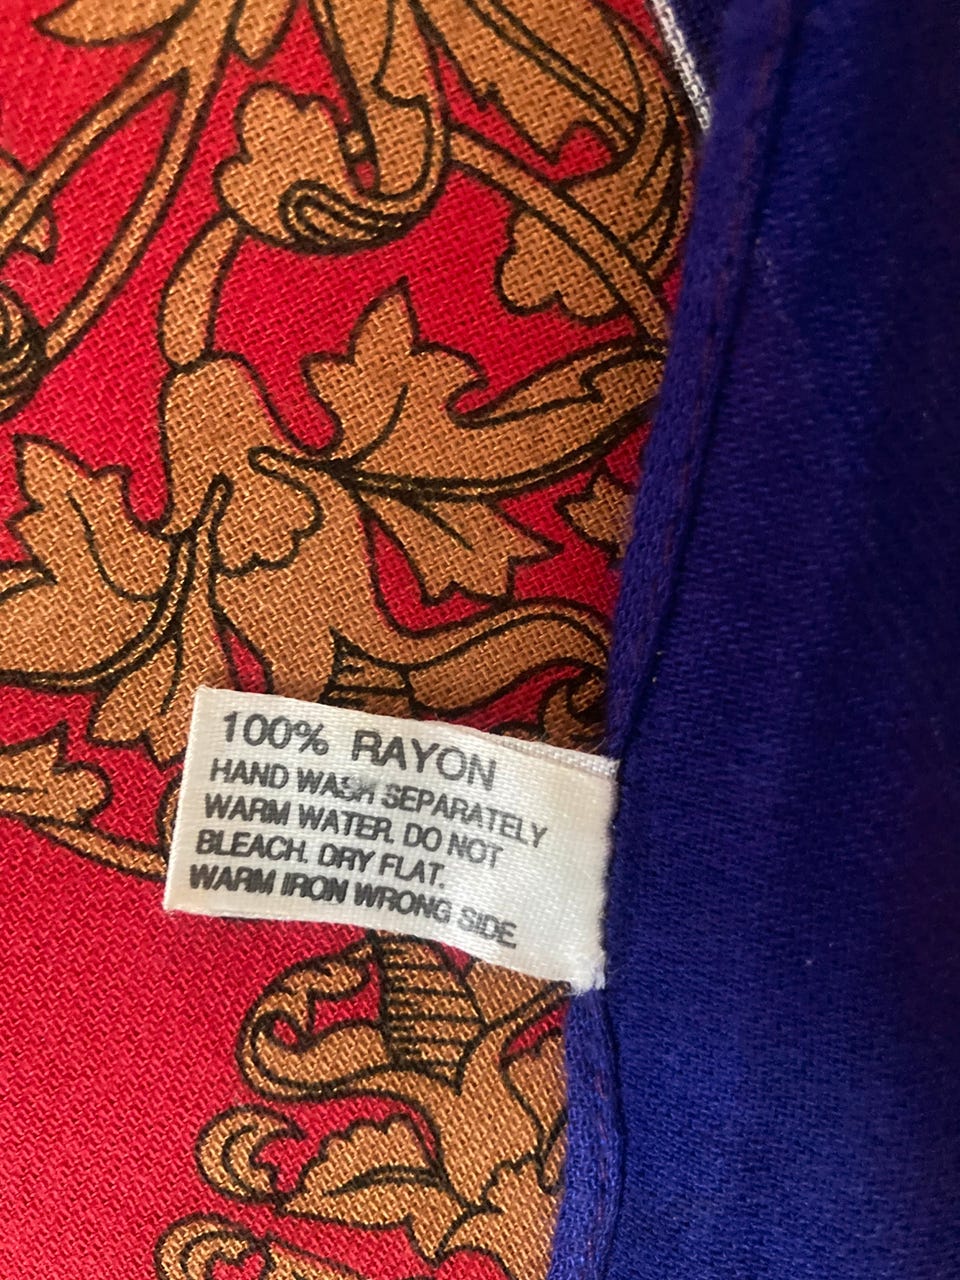 100% RAYON
HAND WASH SEPARATELY
WARM WATER. DO NOT
BLEACH. DRY FLAT.
WARM IRON WRONG SIDE.